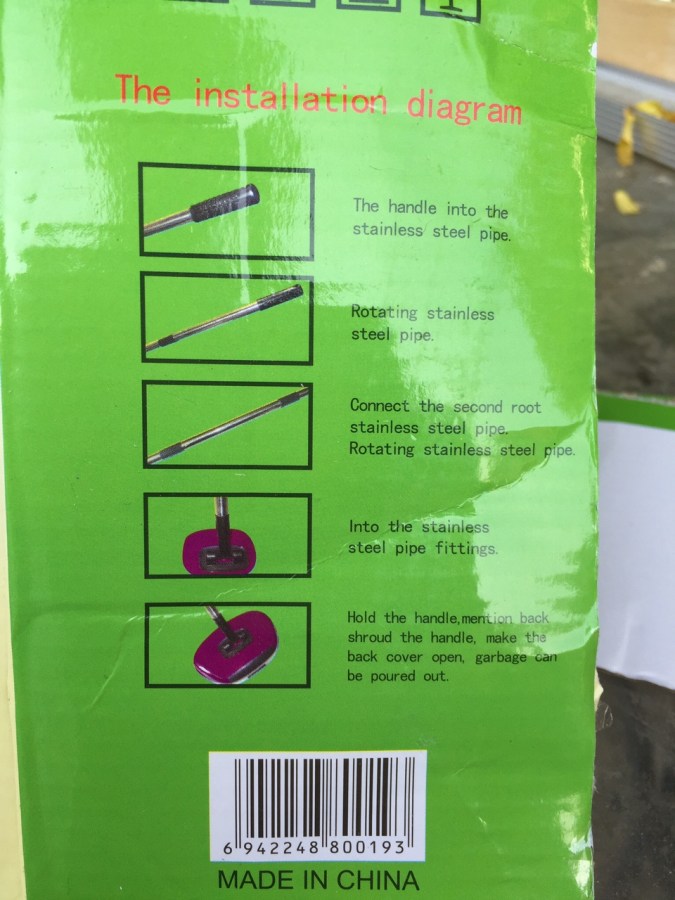 The installation diagram
The handle into the
stainless steel pipe.
Rotating stainless
steel pipe.
Connect the second root
stainless steel pipe.
Rotating stainless steel pipe.
Into the stainless
steel pipe fittings.
Hold the handle,mention back
shroud the handle, make the
back cover open, garbage can
be poured out.
6 942248 800193
MADE IN CHINA